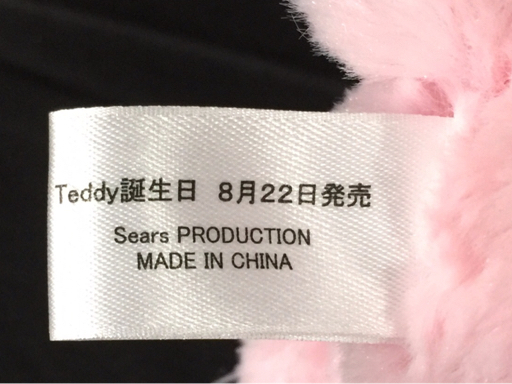 Teddy誕生日 8月22日発売
Sears PRODUCTION
MADE IN CHINA